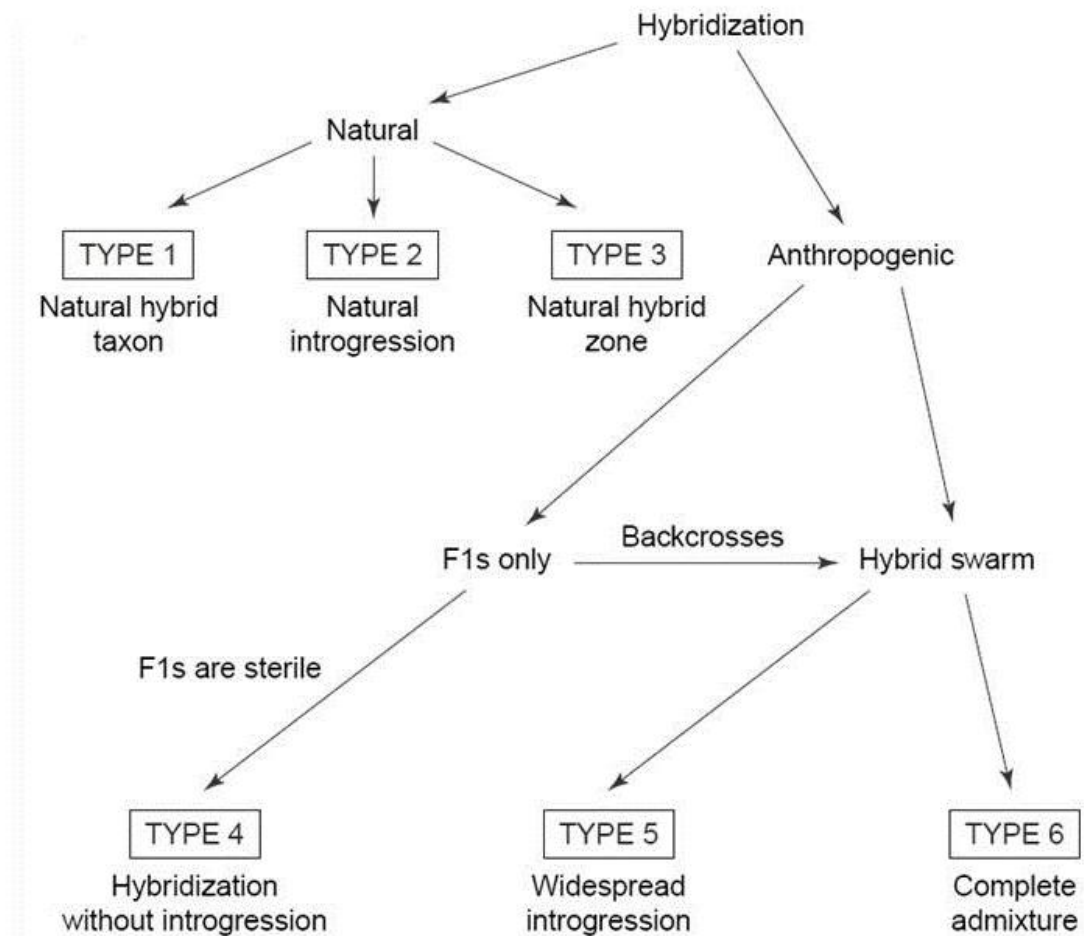 Hybridization
Natural
TYPE 1
TYPE 2
TYPE 3
Anthropogenic
Natural hybrid
taxon
Natural
introgression
Natural hybrid
zone
Backcrosses
F1s only
Hybrid swarm
F1s are sterile
TYPE 4
TYPE 5
TYPE 6
Hybridization
without introgression
Widespread
introgression
Complete
admixture